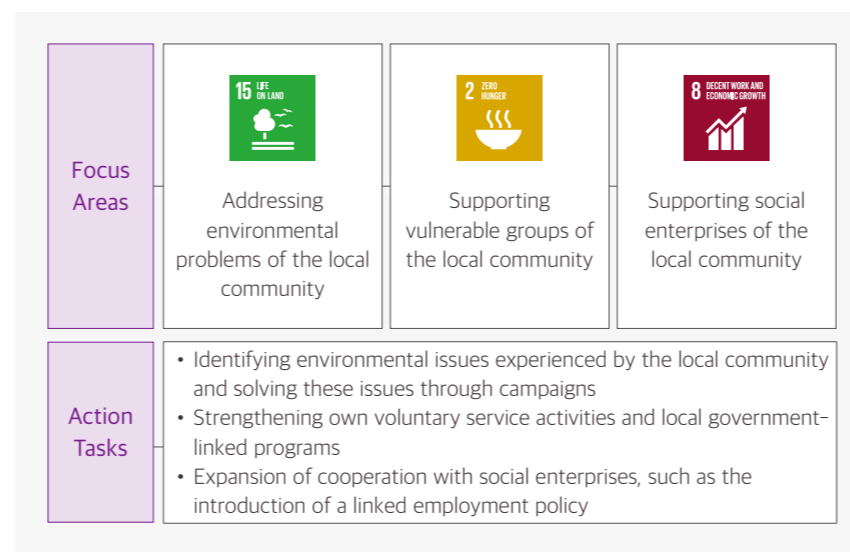 Focus
Areas
15 LIFE
ON LAND
Addressing
environmental
problems of the local
community
2 ZERO
HUNGER
Supporting
vulnerable groups of
the local community
8 DECENT WORK AND
ECONOMIC GROWTH
Supporting social
enterprises of the
local community
Action
Tasks
• Identifying environmental issues experienced by the local community
and solving these issues through campaigns
• Strengthening own voluntary service activities and local government-
linked programs
• Expansion of cooperation with social enterprises, such as the
introduction of a linked employment policy